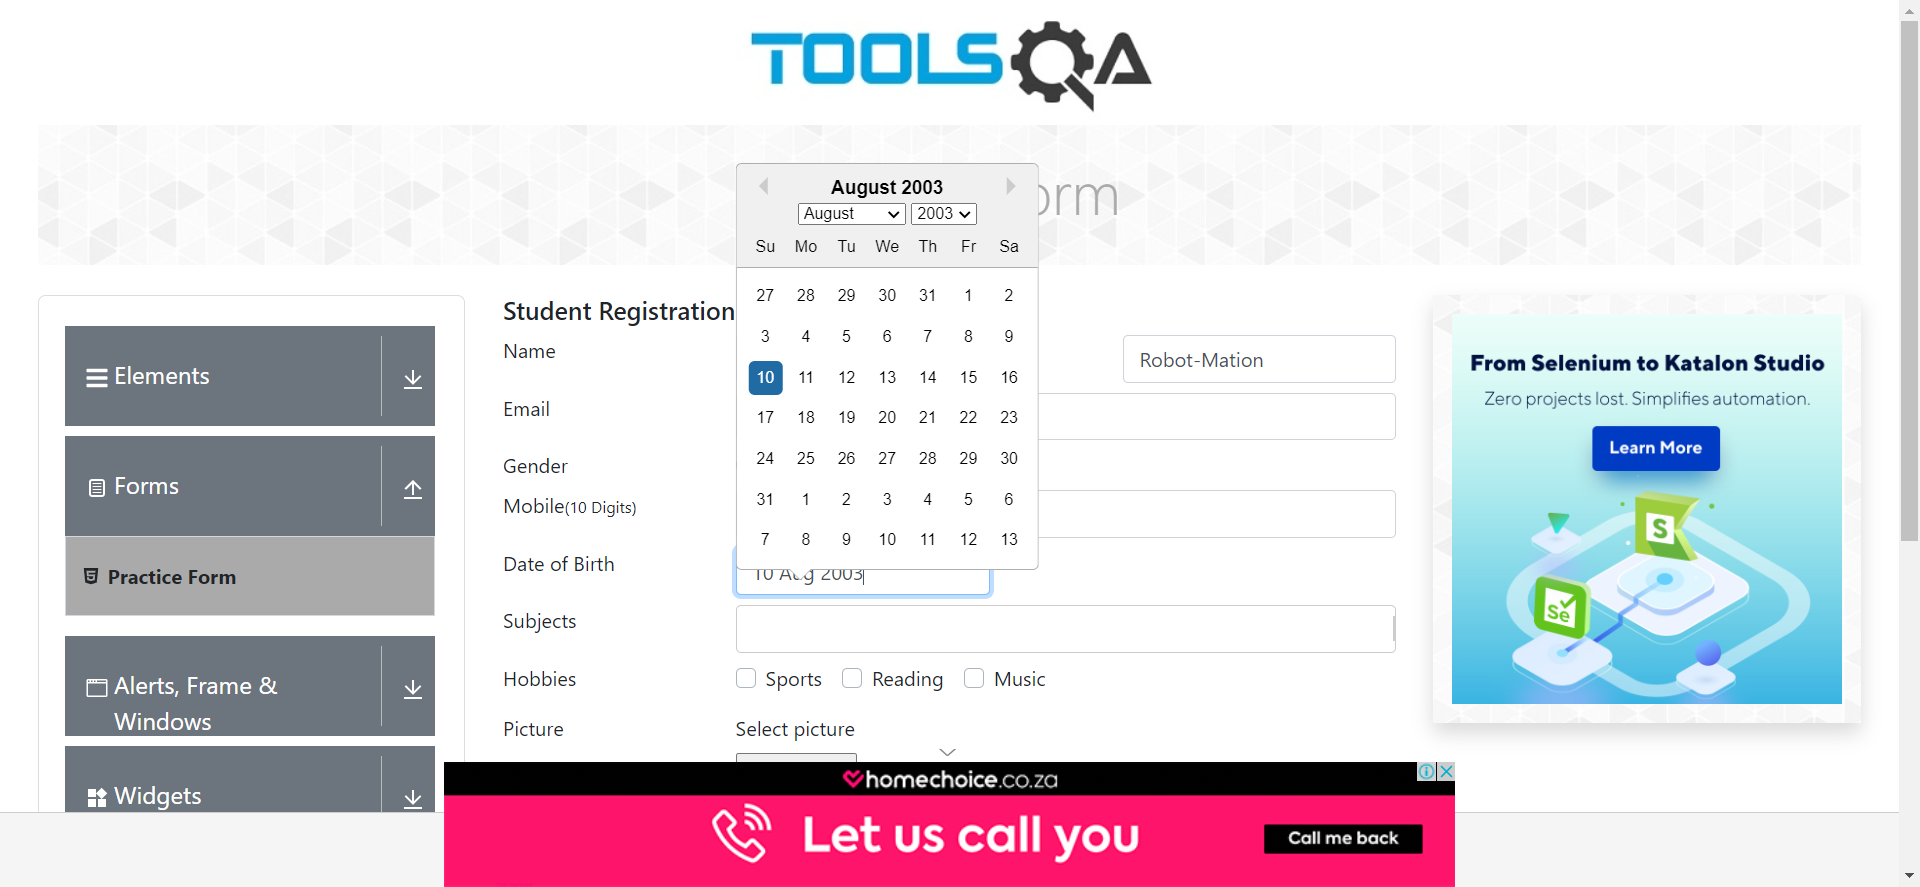 TOOLSQA
orm
August 2003
August 2003
Su Mo Tu We Th Fr Sa
27 28 29 30 31 1 2
3 4 5 6 7 8 9
10 11 12 13 14 15 16
17 18 19 20 21 22 23
24 25 26 27 28 29 30
31 1 2 3 4 5 6
7 8 9 10 11 12 13
Elements
Forms
Practice Form
Alerts, Frame &
Windows
Widgets
Student Registration
Name
Robot-Mation
Email
Gender
Mobile(10 Digits)
Date of Birth
10 Aug 2003
Subjects
Hobbies
Sports Reading Music
Picture
Select picture
From Selenium to Katalon Studio
Zero projects lost. Simplifies automation.
Learn More
S
Se
homechoice.co.za
Let us call you
Call me back